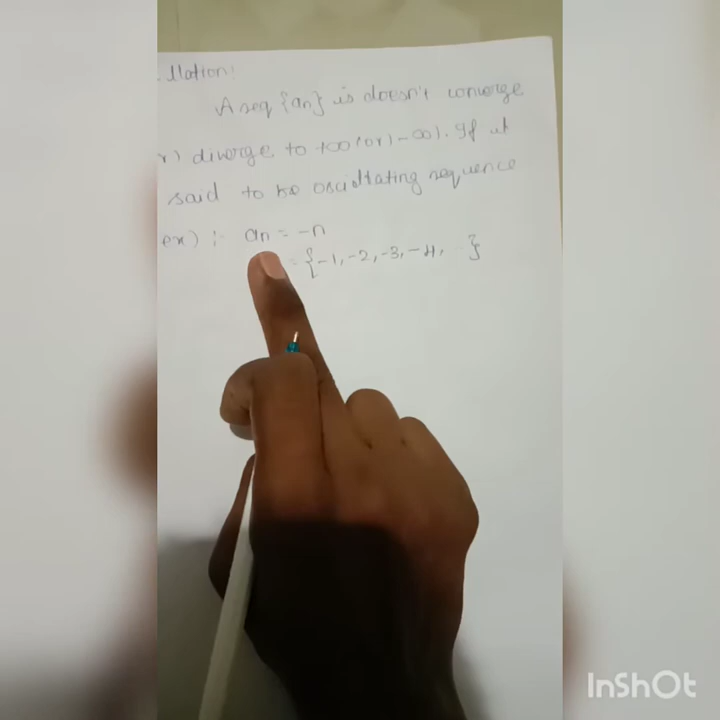 llation:
A seq {an} is doesn't converge
r) diverge to +∞ (or) -∞). If it
said to be oscillating sequence
ex) :- an = -n
= {-1, -2, -3, -4, .. }
InShOt